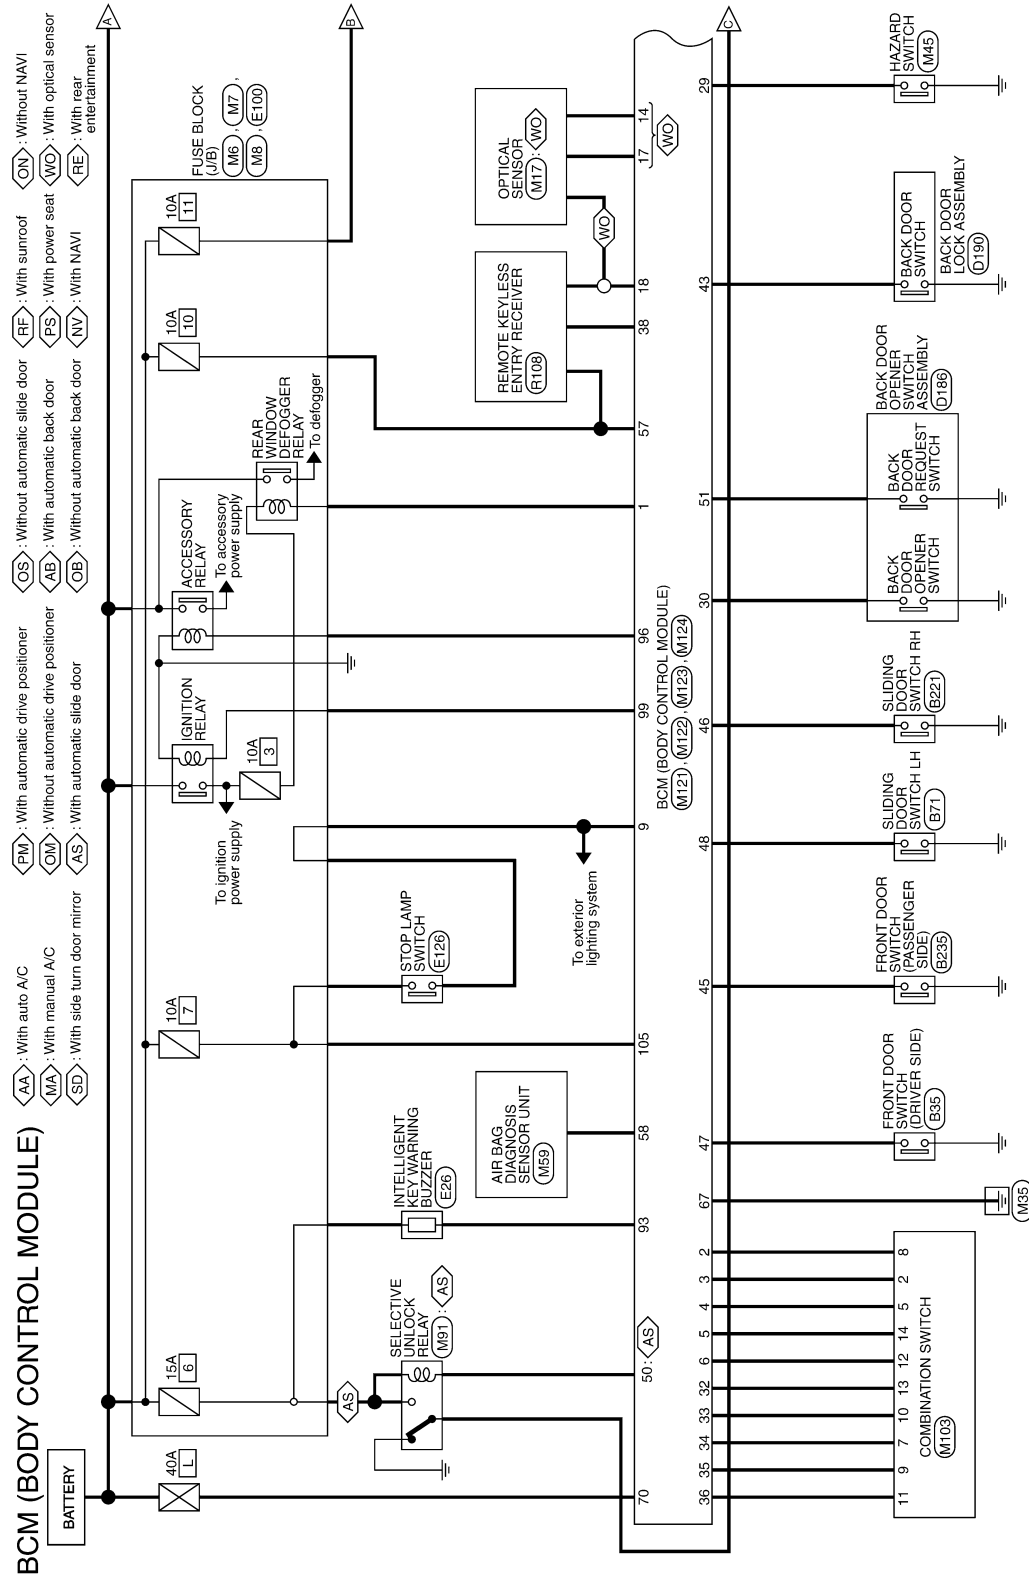 BCM (BODY CONTROL MODULE)
AA : With auto A/C
MA : With manual A/C
SD : With side turn door mirror
PM : With automatic drive positioner
OM : Without automatic drive positioner
AS : With automatic slide door
OS : Without automatic slide door
AB : With automatic back door
OB : Without automatic back door
RF : With sunroof
PS : With power seat
NV : With NAVI
ON : Without NAVI
WO : With optical sensor
RE : With rear
entertainment
BATTERY
A
B
C
40A
L
15A
6
10A
7
10A
3
10A
10
10A
11
FUSE BLOCK
(J/B)
M6 , M7 ,
M8 , E100
IGNITION
RELAY
To ignition
power supply
ACCESSORY
RELAY
To accessory
power supply
REAR
WINDOW
DEFOGGER
RELAY
To defogger
AS
SELECTIVE
UNLOCK
RELAY
M91 : AS
INTELLIGENT
KEY WARNING
BUZZER
E26
AIR BAG
DIAGNOSIS
SENSOR UNIT
M59
STOP LAMP
SWITCH
E126
To exterior
lighting system
REMOTE KEYLESS
ENTRY RECEIVER
R108
OPTICAL
SENSOR
M17 : WO
WO
70
50 : AS
93
58
105
9
99
96
1
57
38
18
17
14
WO
BCM (BODY CONTROL MODULE)
M121 , M122 , M123 , M124
36
35
34
33
32
6
5
4
3
2
67
47
45
48
46
30
51
43
29
11
9
7
10
13
12
14
5
2
8
COMBINATION SWITCH
M103
M35
FRONT DOOR
SWITCH
(DRIVER SIDE)
B35
FRONT DOOR
SWITCH
(PASSENGER
SIDE)
B235
SLIDING
DOOR
SWITCH LH
B71
SLIDING
DOOR
SWITCH RH
B221
BACK
DOOR
OPENER
SWITCH
BACK
DOOR
REQUEST
SWITCH
BACK DOOR
OPENER
SWITCH
ASSEMBLY
D186
BACK DOOR
SWITCH
BACK DOOR
LOCK ASSEMBLY
D190
HAZARD
SWITCH
M45